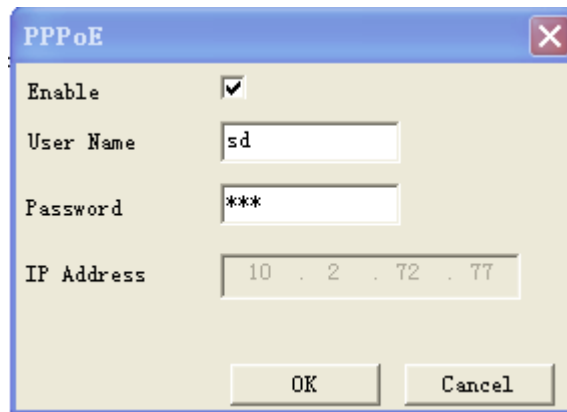 PPPoE
Enable
User Name sd
Password ***
IP Address 10 . 2 . 72 . 77
OK Cancel